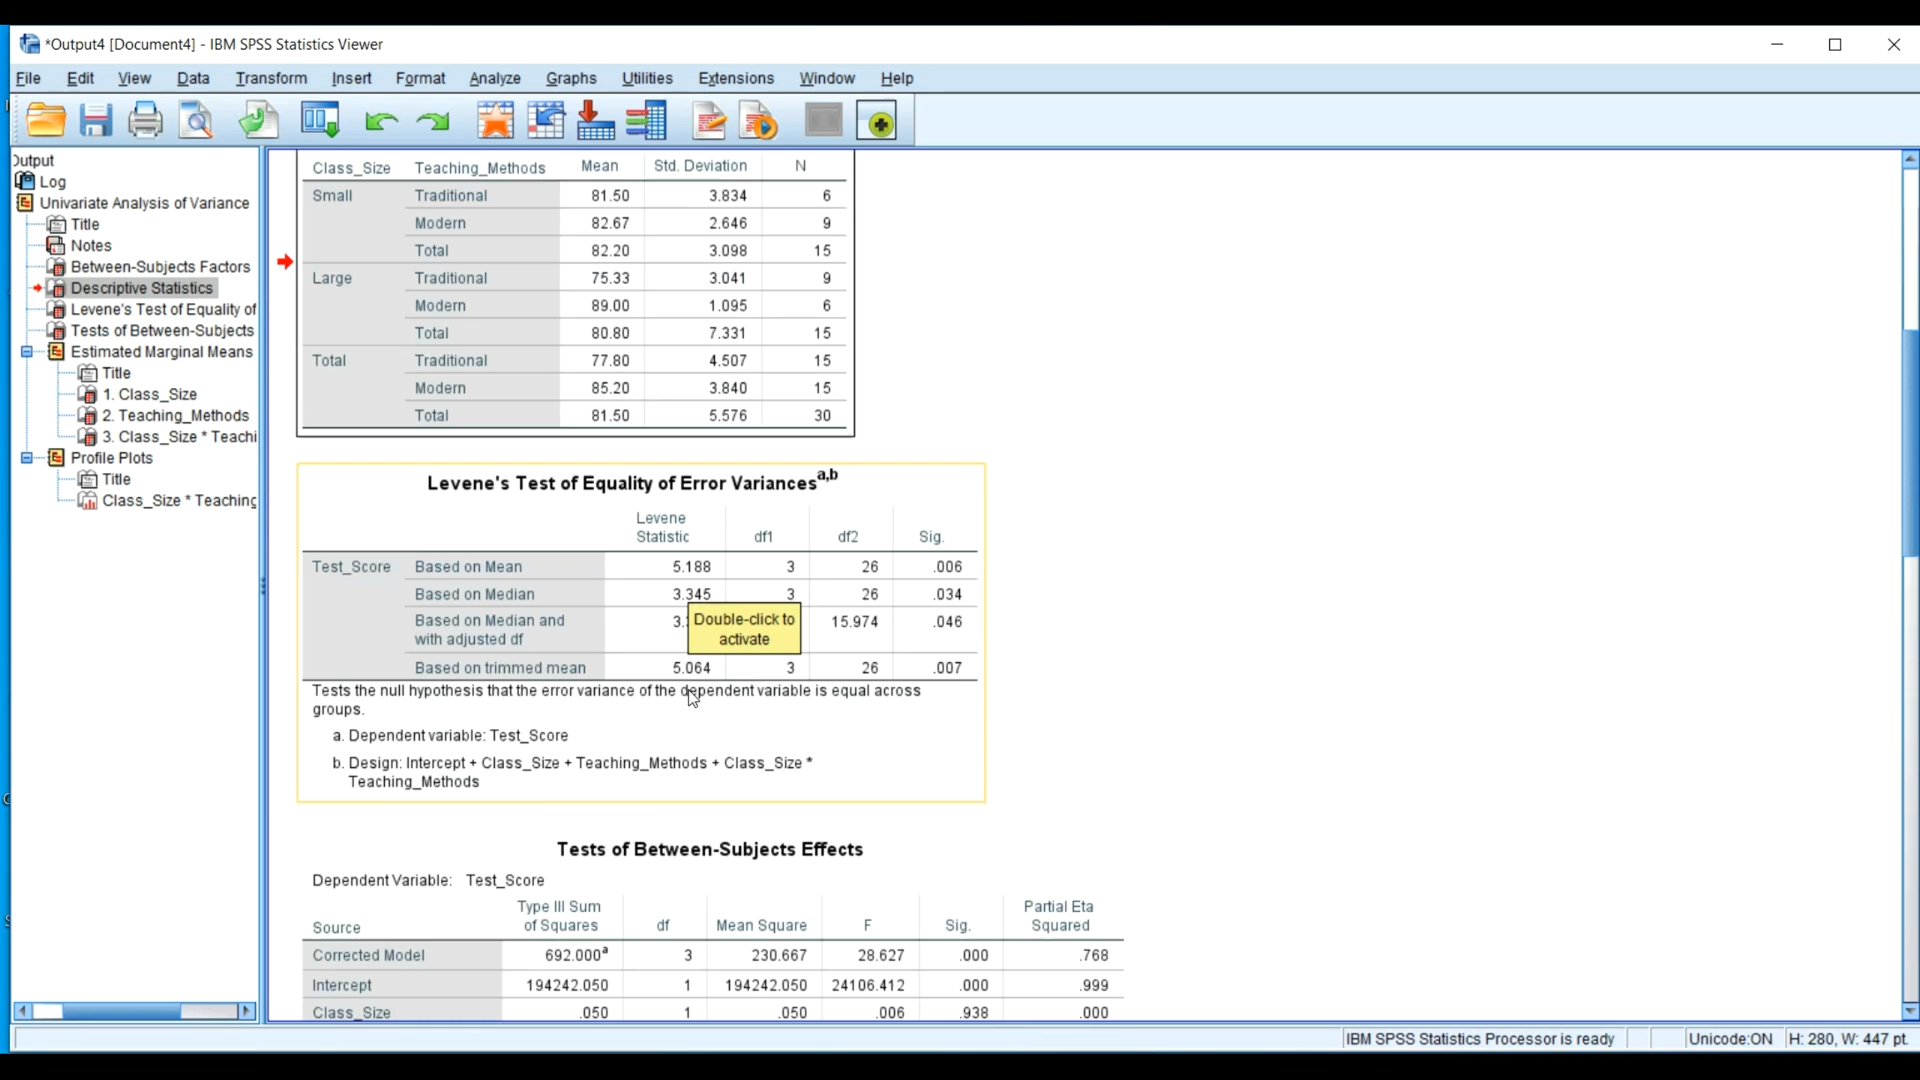 *Output4 [Document4] - IBM SPSS Statistics Viewer
File Edit View Data Transform Insert Format Analyze Graphs Utilities Extensions Window Help
Output
Log
Univariate Analysis of Variance
Title
Notes
Between-Subjects Factors
Descriptive Statistics
Levene's Test of Equality of
Tests of Between-Subjects
Estimated Marginal Means
Title
1. Class_Size
2. Teaching_Methods
3. Class_Size * Teachi
Profile Plots
Title
Class_Size * Teaching
Class_Size Teaching_Methods Mean Std. Deviation N
Small Traditional 81.50 3.834 6
Modern 82.67 2.646 9
Total 82.20 3.098 15
Large Traditional 75.33 3.041 9
Modern 89.00 1.095 6
Total 80.80 7.331 15
Total Traditional 77.80 4.507 15
Modern 85.20 3.840 15
Total 81.50 5.576 30
Levene's Test of Equality of Error Variancesa,b
Levene
Statistic df1 df2 Sig.
Test_Score Based on Mean 5.188 3 26 .006
Based on Median 3.345 3 26 .034
Based on Median and
with adjusted df 15.974 .046
Double-click to
activate
Based on trimmed mean 5.064 3 26 .007
Tests the null hypothesis that the error variance of the dependent variable is equal across
groups.
a. Dependent variable: Test_Score
b. Design: Intercept + Class_Size + Teaching_Methods + Class_Size *
Teaching_Methods
Tests of Between-Subjects Effects
Dependent Variable: Test_Score
Type III Sum Partial Eta
Source of Squares df Mean Square F Sig. Squared
Corrected Model 692.000a 3 230.667 28.627 .000 .768
Intercept 194242.050 1 194242.050 24106.412 .000 .999
Class_Size .050 1 .050 .006 .938 .000
IBM SPSS Statistics Processor is ready Unicode:ON H: 280, W: 447 pt.